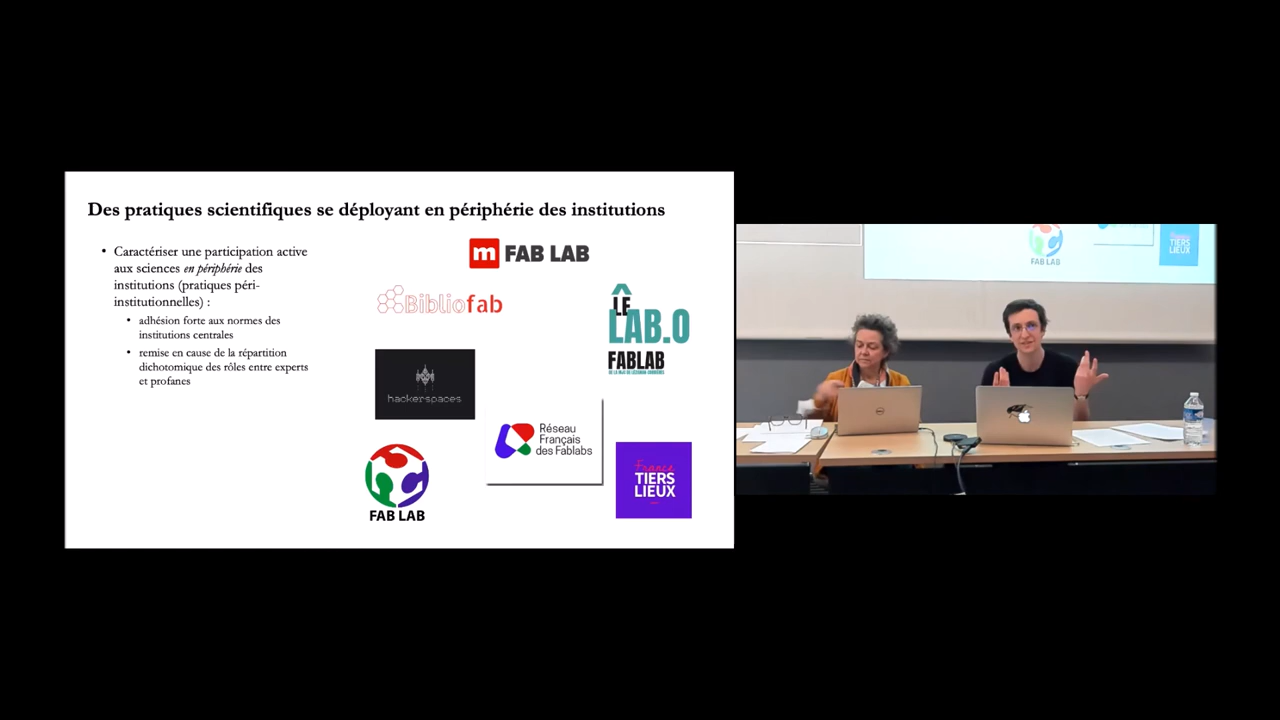 Des pratiques scientifiques se déployant en périphérie des institutions
• Caractériser une participation active
aux sciences en périphérie des
institutions (pratiques péri-
institutionnelles) :
• adhésion forte aux normes des
institutions centrales
• remise en cause de la répartition
dichotomique des rôles entre experts
et profanes
m FAB LAB
Bibliofab
LÊ
LAB.O
FABLAB
hackerspaces
Réseau
Français
des Fablabs
FAB LAB
France
TIERS
LIEUX
FAB LAB
TIERS
LIEUX
DELL